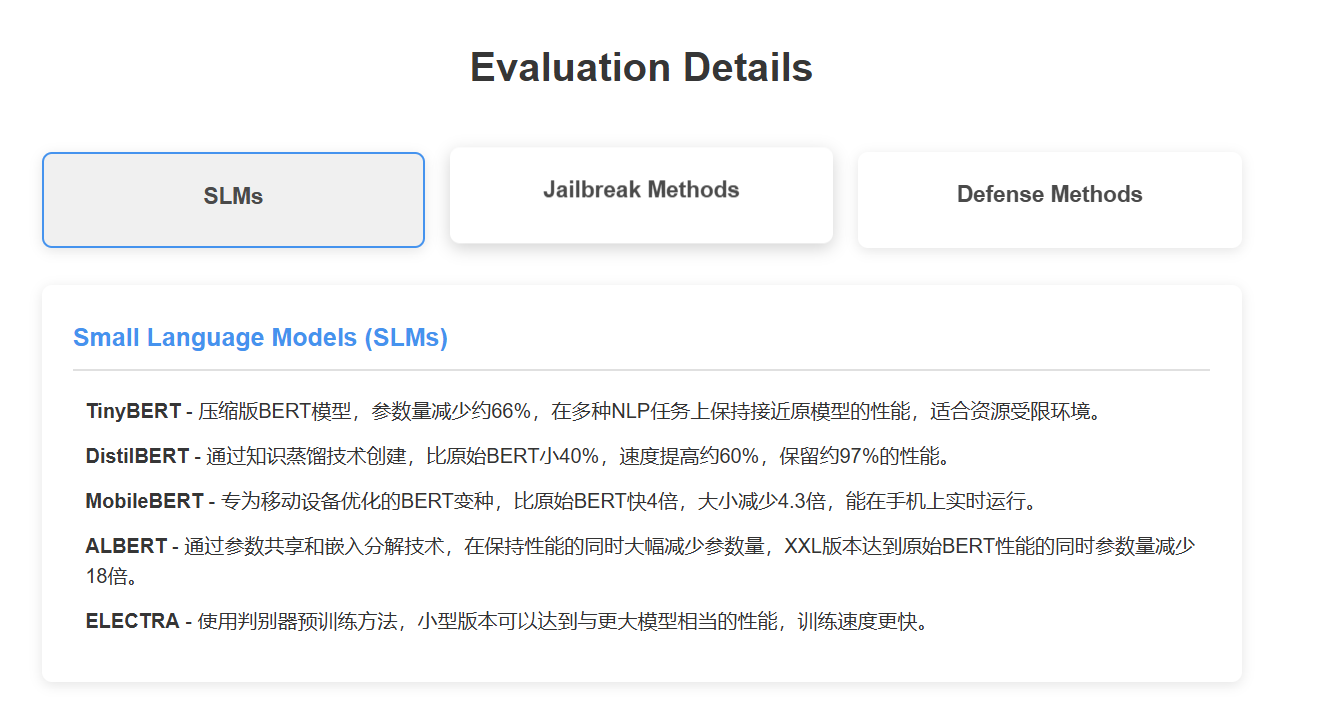 Evaluation Details
SLMs
Jailbreak Methods
Defense Methods
Small Language Models (SLMs)
TinyBERT - 压缩版BERT模型，参数量减少约66%，在多种NLP任务上保持接近原模型的性能，适合资源受限环境。
DistilBERT - 通过知识蒸馏技术创建，比原始BERT小40%，速度提高约60%，保留约97%的性能。
MobileBERT - 专为移动设备优化的BERT变种，比原始BERT快4倍，大小减少4.3倍，能在手机上实时运行。
ALBERT - 通过参数共享和嵌入分解技术，在保持性能的同时大幅减少参数量，XXL版本达到原始BERT性能的同时参数量减少
18倍。
ELECTRA - 使用判别器预训练方法，小型版本可以达到与更大模型相当的性能，训练速度更快。